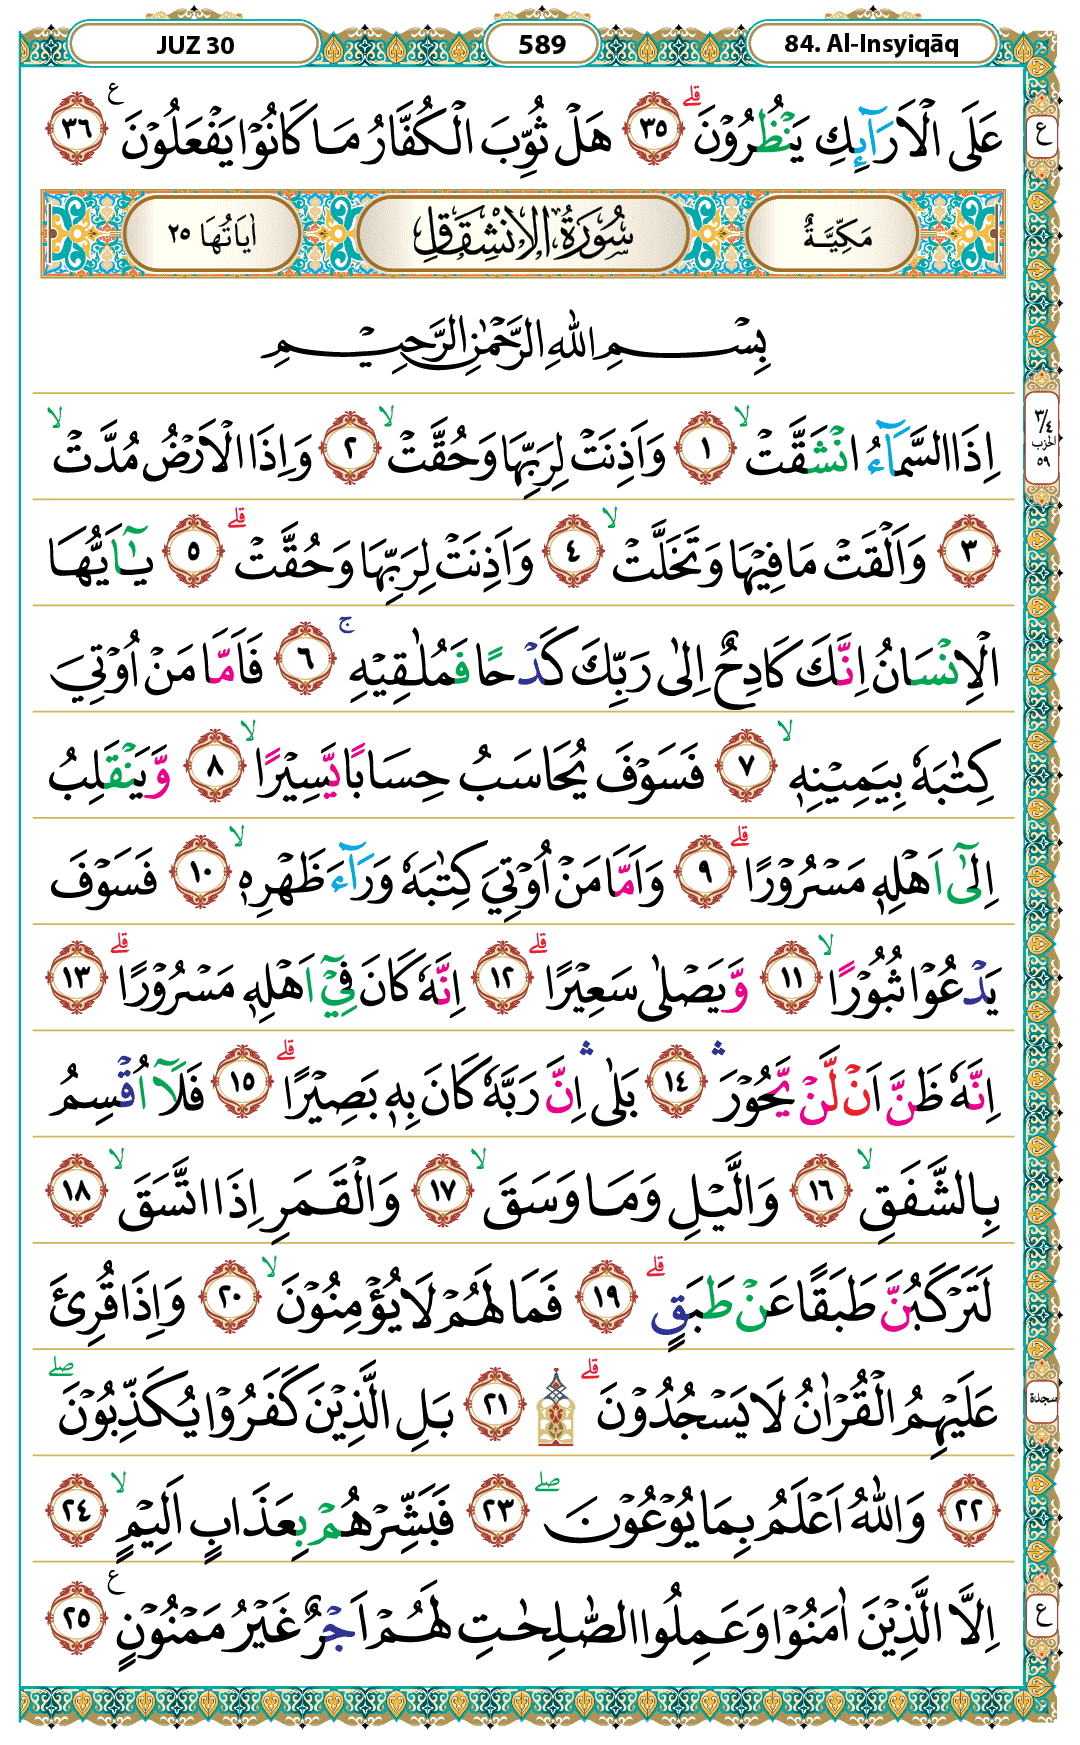 JUZ 30
589
84. Al-Insyiqāq
ع
عَلَى الْاَرَاۤىِٕكِ يَنْظُرُوْنَۗ ٣٥ هَلْ ثُوِّبَ الْكُفَّارُ مَا كَانُوْا يَفْعَلُوْنَ ࣖ ٣٦
مَكِّيَّةٌ سُوْرَةُ الْاِنْشِقَاقِ اٰيَاتُهَا ٢٥
بِسْمِ اللّٰهِ الرَّحْمٰنِ الرَّحِيْمِ
اِذَا السَّمَاۤءُ انْشَقَّتْۙ ١ وَاَذِنَتْ لِرَبِّهَا وَحُقَّتْۙ ٢ وَاِذَا الْاَرْضُ مُدَّتْۙ
٣/٤
الحزب
٥٩
٣ وَاَلْقَتْ مَا فِيْهَا وَتَخَلَّتْۙ ٤ وَاَذِنَتْ لِرَبِّهَا وَحُقَّتْۗ ٥ يٰٓاَيُّهَا
الْاِنْسَانُ اِنَّكَ كَادِحٌ اِلٰى رَبِّكَ كَدْحًا فَمُلٰقِيْهِۚ ٦ فَاَمَّا مَنْ اُوْتِيَ
كِتٰبَهٗ بِيَمِيْنِهٖۙ ٧ فَسَوْفَ يُحَاسَبُ حِسَابًا يَّسِيْرًاۙ ٨ وَّيَنْقَلِبُ
اِلٰٓى اَهْلِهٖ مَسْرُوْرًاۗ ٩ وَاَمَّا مَنْ اُوْتِيَ كِتٰبَهٗ وَرَاۤءَ ظَهْرِهٖۙ ١٠ فَسَوْفَ
يَدْعُوْا ثُبُوْرًاۙ ١١ وَّيَصْلٰى سَعِيْرًاۗ ١٢ اِنَّهٗ كَانَ فِيْٓ اَهْلِهٖ مَسْرُوْرًاۗ ١٣
اِنَّهٗ ظَنَّ اَنْ لَّنْ يَّحُوْرَۛ ١٤ بَلٰىۛ اِنَّ رَبَّهٗ كَانَ بِهٖ بَصِيْرًاۗ ١٥ فَلَآ اُقْسِمُ
بِالشَّفَقِۙ ١٦ وَالَّيْلِ وَمَا وَسَقَۙ ١٧ وَالْقَمَرِ اِذَا اتَّسَقَۙ ١٨
لَتَرْكَبُنَّ طَبَقًا عَنْ طَبَقٍۗ ١٩ فَمَا لَهُمْ لَا يُؤْمِنُوْنَۙ ٢٠ وَاِذَا قُرِئَ
عَلَيْهِمُ الْقُرْاٰنُ لَا يَسْجُدُوْنَۗ ۩ ٢١ بَلِ الَّذِيْنَ كَفَرُوْا يُكَذِّبُوْنَۖ
سجدة
٢٢ وَاللّٰهُ اَعْلَمُ بِمَا يُوْعُوْنَۖ ٢٣ فَبَشِّرْهُمْ بِعَذَابٍ اَلِيْمٍۙ ٢٤
اِلَّا الَّذِيْنَ اٰمَنُوْا وَعَمِلُوا الصّٰلِحٰتِ لَهُمْ اَجْرٌ غَيْرُ مَمْنُوْنٍ ࣖ ٢٥
ع